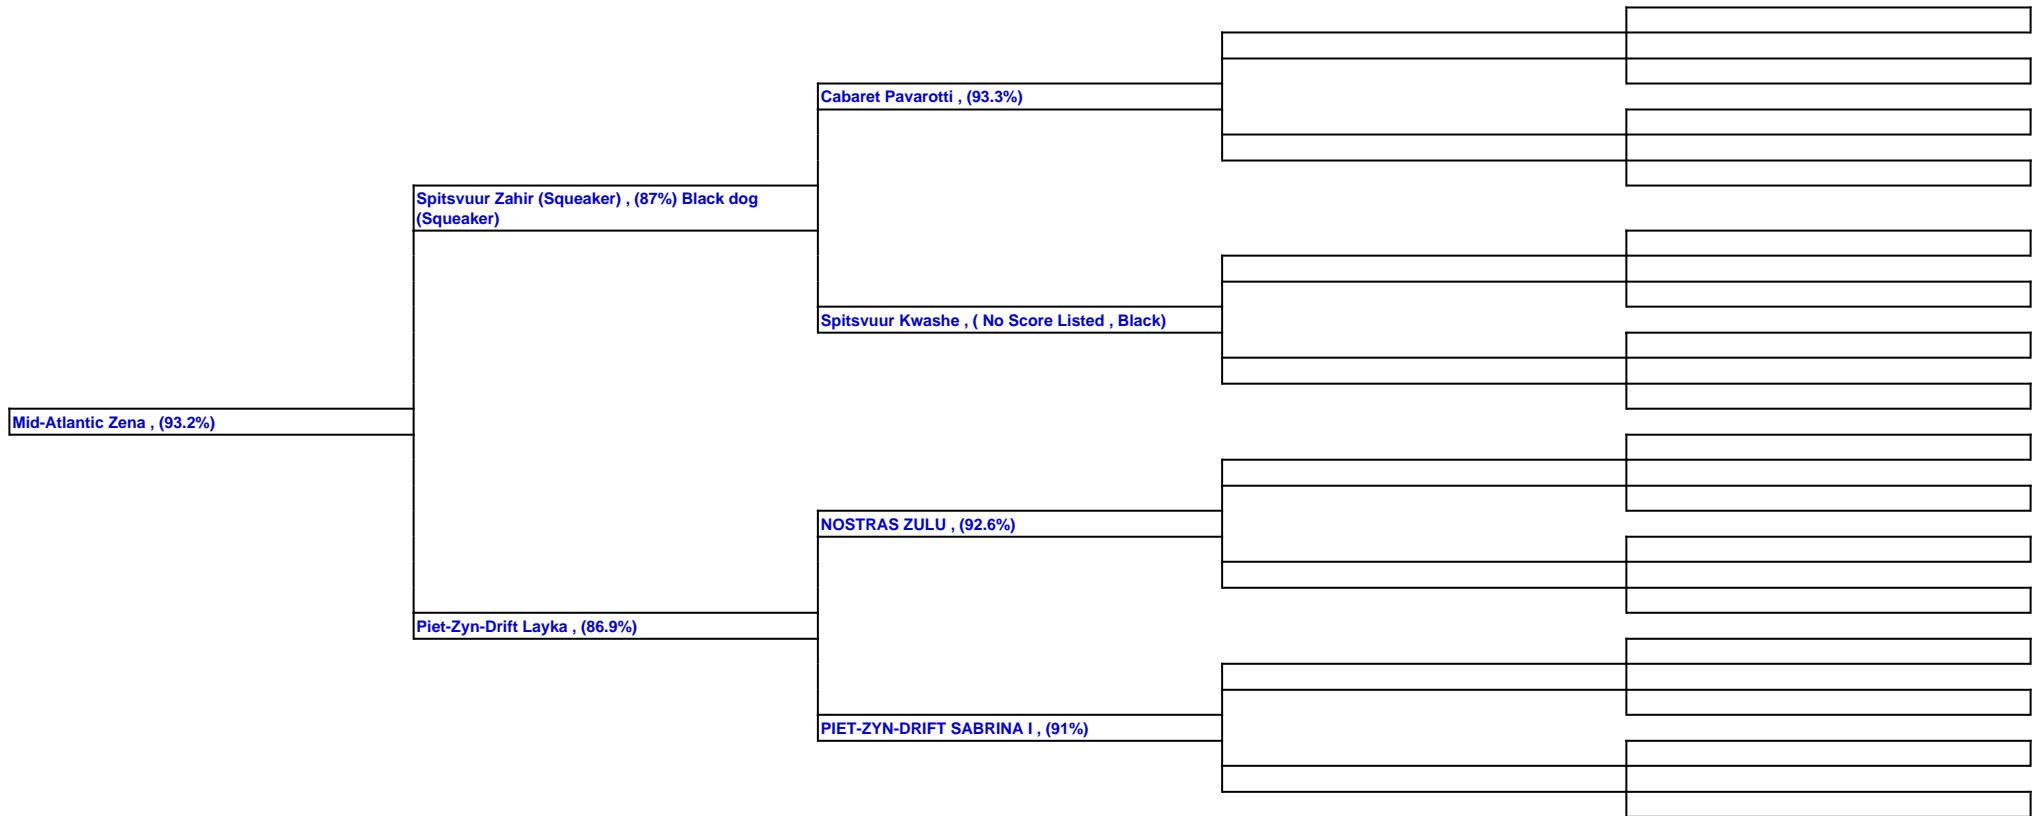 Cabaret Pavarotti , (93.3%)
Spitsvuur Zahir (Squeaker) , (87%) Black dog
(Squeaker)
Spitsvuur Kwashe , ( No Score Listed , Black)
Mid-Atlantic Zena , (93.2%)
NOSTRAS ZULU , (92.6%)
Piet-Zyn-Drift Layka , (86.9%)
PIET-ZYN-DRIFT SABRINA I , (91%)